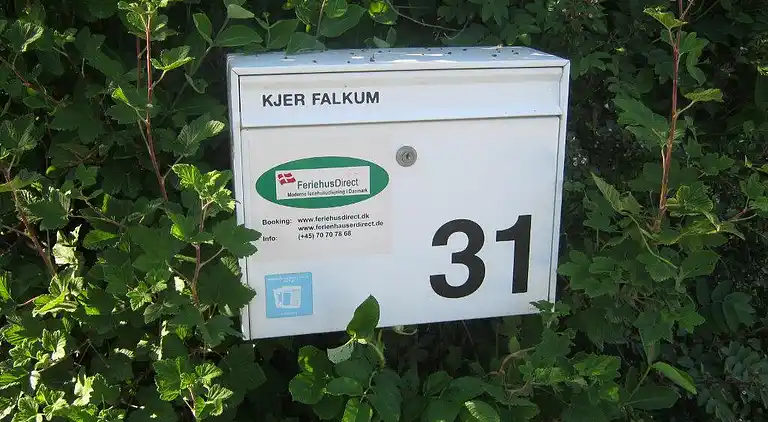 KJER FALKUM
FeriehusDirect
Moderne feriehusudlejning i Danmark
Booking: www.feriehusdirect.dk
www.ferienhauserdirect.de
Info: (+45) 70 70 78 68
31